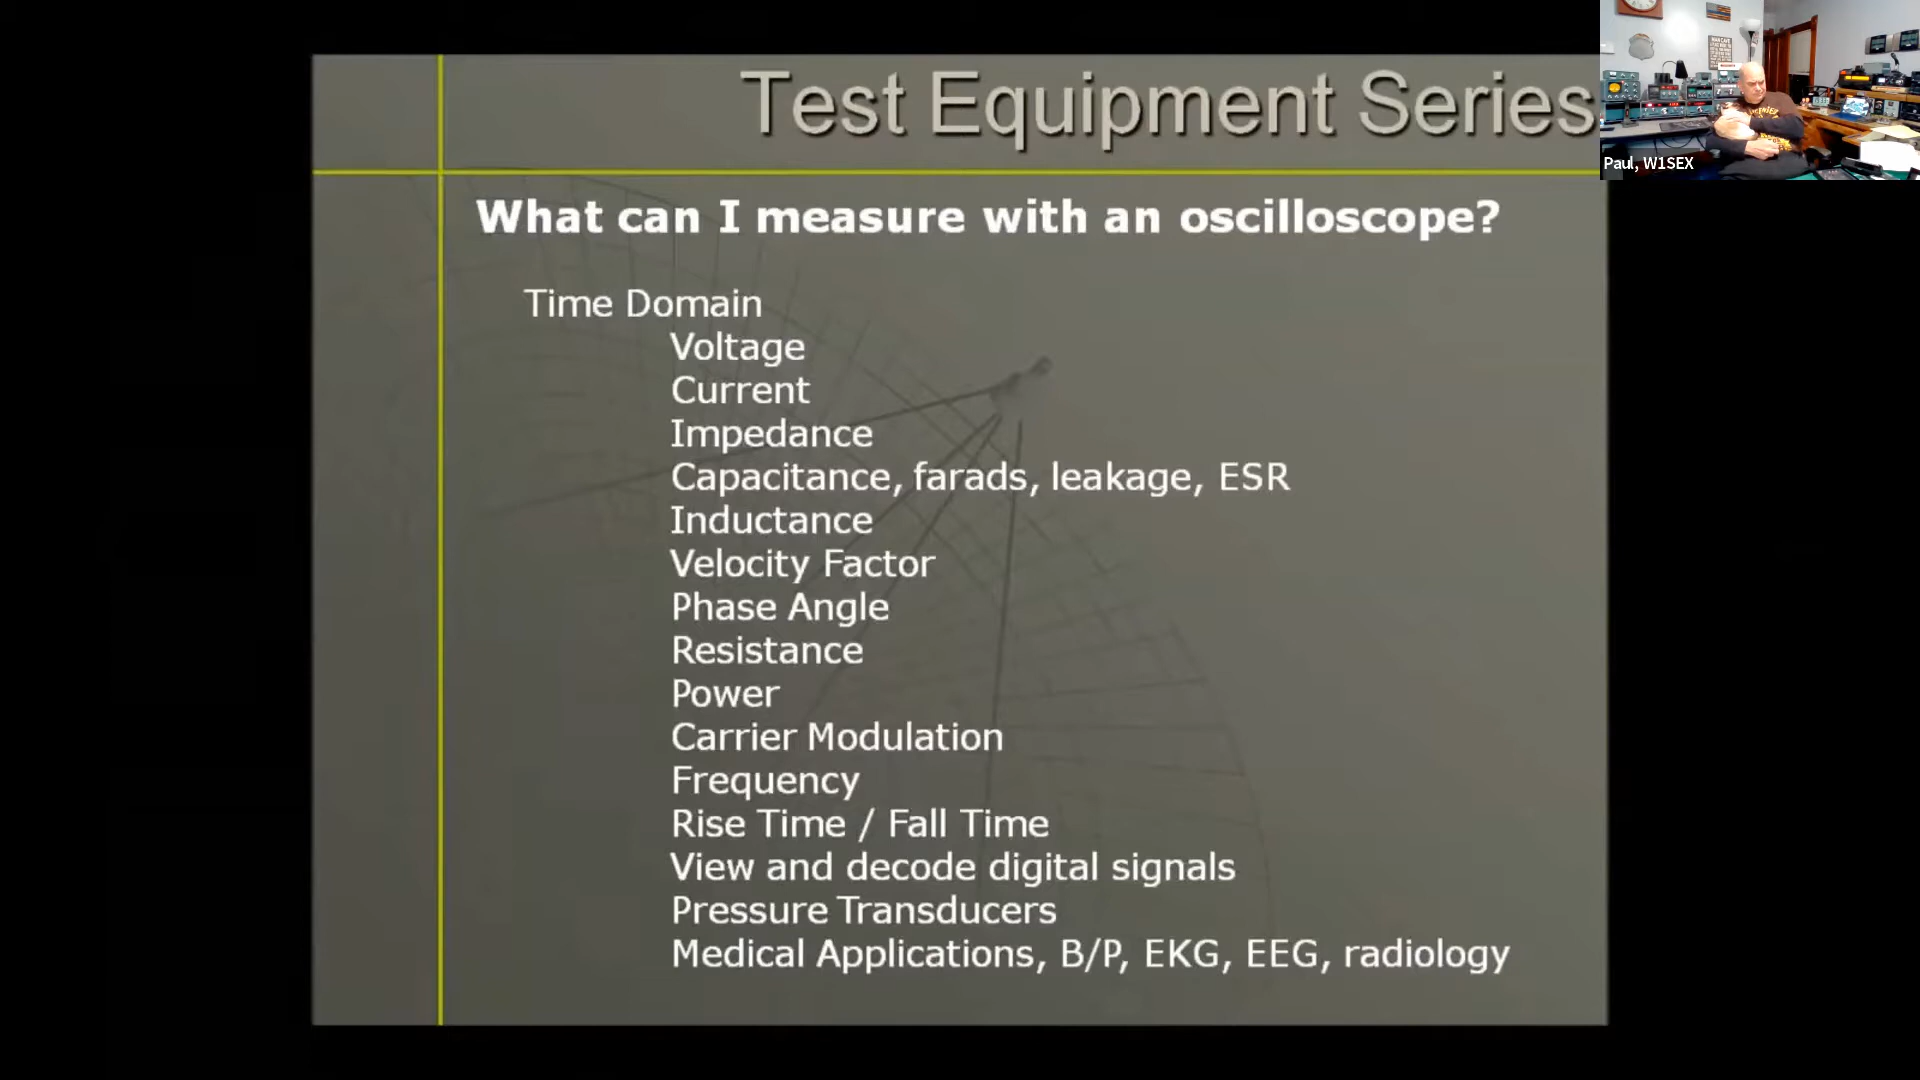 Test Equipment Series
Paul, W1SEX
What can I measure with an oscilloscope?
Time Domain
Voltage
Current
Impedance
Capacitance, farads, leakage, ESR
Inductance
Velocity Factor
Phase Angle
Resistance
Power
Carrier Modulation
Frequency
Rise Time / Fall Time
View and decode digital signals
Pressure Transducers
Medical Applications, B/P, EKG, EEG, radiology